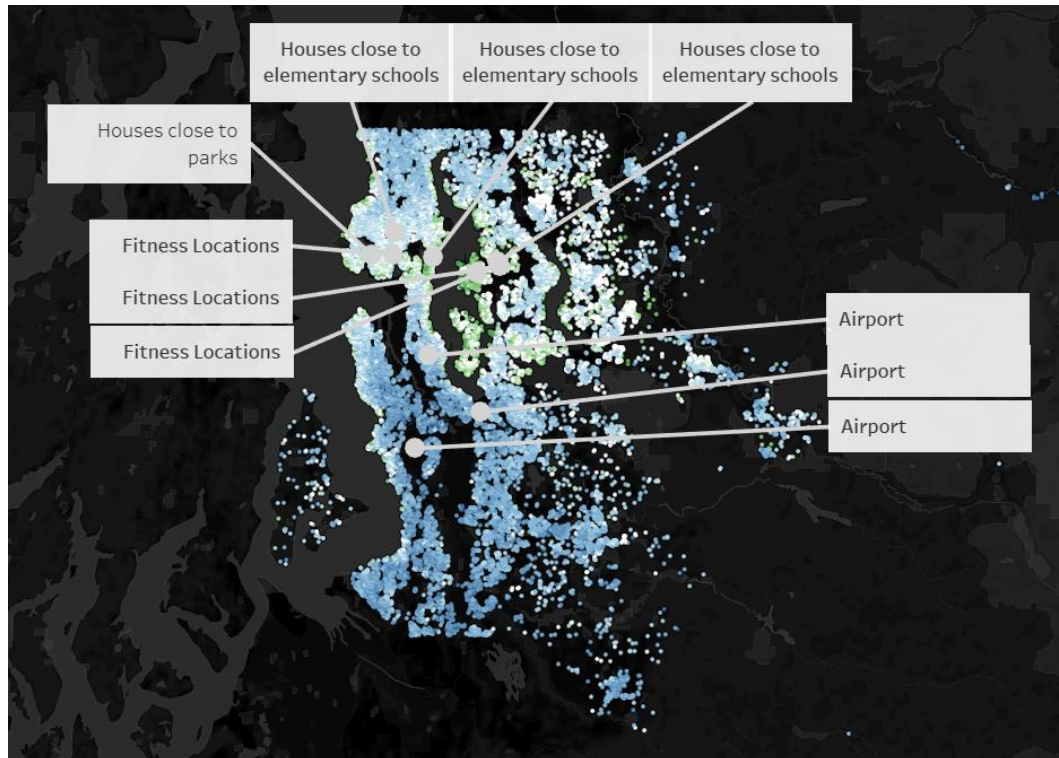 Houses close to
elementary schools
Houses close to
elementary schools
Houses close to
elementary schools
Houses close to
parks
Fitness Locations
Fitness Locations
Fitness Locations
Airport
Airport
Airport